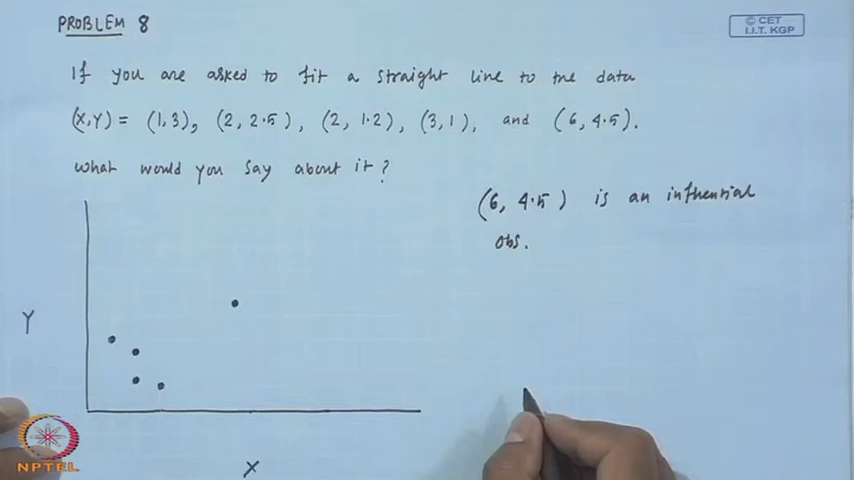 PROBLEM 8
© CET
I.I.T. KGP
If you are asked to fit a straight line to the data
(X,Y) = (1,3), (2, 2.5), (2, 1.2), (3,1), and (6, 4.5).
what would you say about it?
(6, 4.5) is an influential
obs.
Y
X
NPTEL